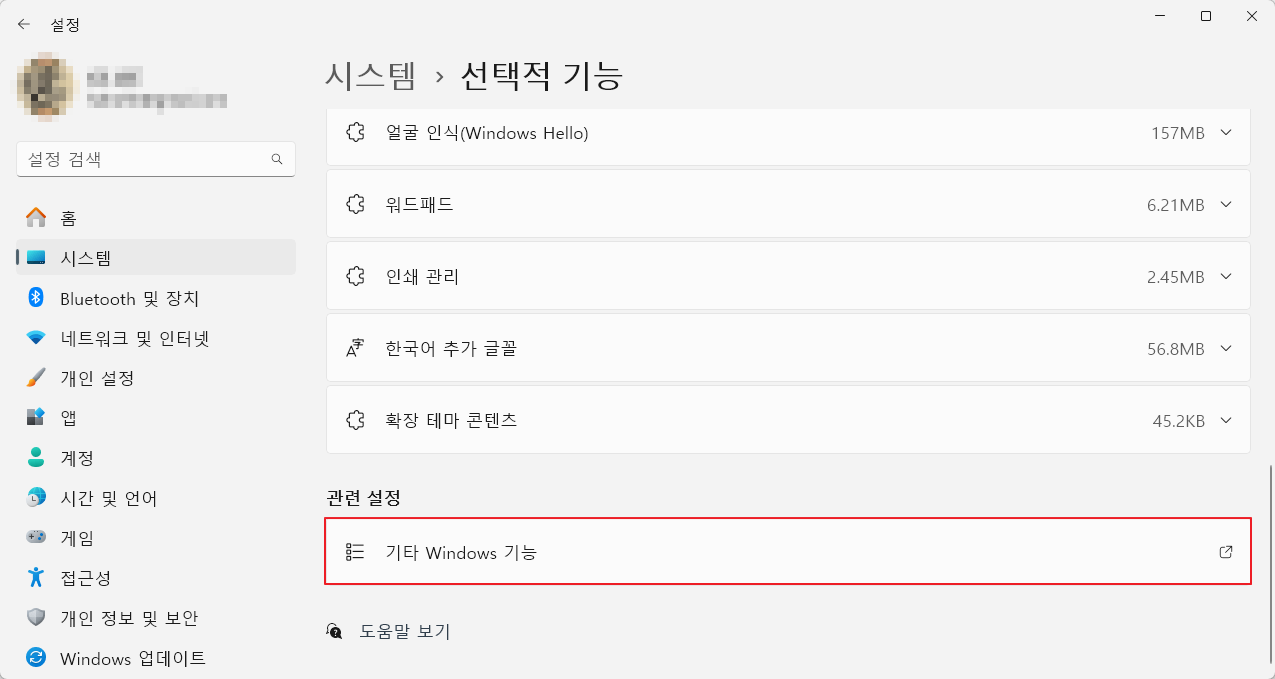 설정
시스템 › 선택적 기능
설정 검색
홈
시스템
Bluetooth 및 장치
네트워크 및 인터넷
개인 설정
앱
계정
시간 및 언어
게임
접근성
개인 정보 및 보안
Windows 업데이트
얼굴 인식(Windows Hello) 157MB
워드패드 6.21MB
인쇄 관리 2.45MB
한국어 추가 글꼴 56.8MB
확장 테마 콘텐츠 45.2KB
관련 설정
기타 Windows 기능
도움말 보기